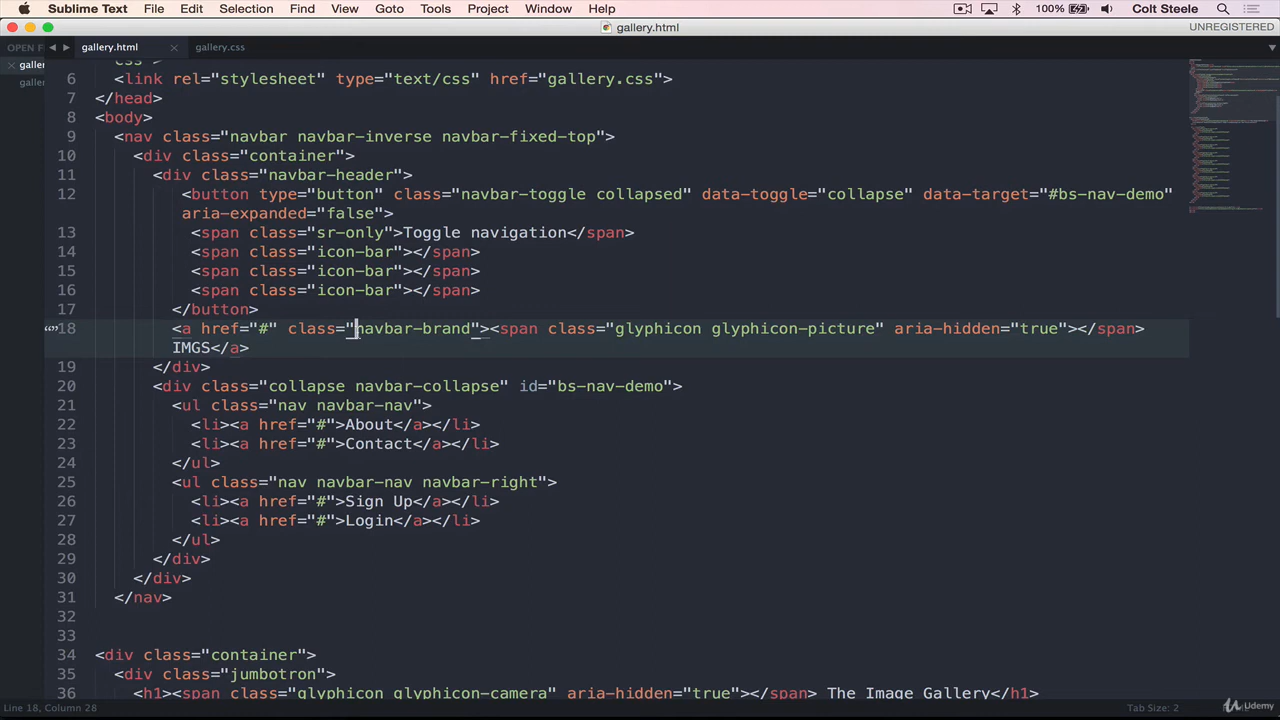 Sublime Text File Edit Selection Find View Goto Tools Project Window Help 100% Colt Steele
gallery.html UNREGISTERED
OPEN F gallery.html gallery.css
galler
css">
6 <link rel="stylesheet" type="text/css" href="gallery.css">
galler
7 </head>
8 <body>
9 <nav class="navbar navbar-inverse navbar-fixed-top">
10 <div class="container">
11 <div class="navbar-header">
12 <button type="button" class="navbar-toggle collapsed" data-toggle="collapse" data-target="#bs-nav-demo"
aria-expanded="false">
13 <span class="sr-only">Toggle navigation</span>
14 <span class="icon-bar"></span>
15 <span class="icon-bar"></span>
16 <span class="icon-bar"></span>
17 </button>
18 <a href="#" class="navbar-brand"><span class="glyphicon glyphicon-picture" aria-hidden="true"></span>
IMGS</a>
19 </div>
20 <div class="collapse navbar-collapse" id="bs-nav-demo">
21 <ul class="nav navbar-nav">
22 <li><a href="#">About</a></li>
23 <li><a href="#">Contact</a></li>
24 </ul>
25 <ul class="nav navbar-nav navbar-right">
26 <li><a href="#">Sign Up</a></li>
27 <li><a href="#">Login</a></li>
28 </ul>
29 </div>
30 </div>
31 </nav>
32
33
34 <div class="container">
35 <div class="jumbotron">
36 <h1><span class="glyphicon glyphicon-camera" aria-hidden="true"></span> The Image Gallery</h1>
Line 18, Column 28 Tab Size: 2 Udemy